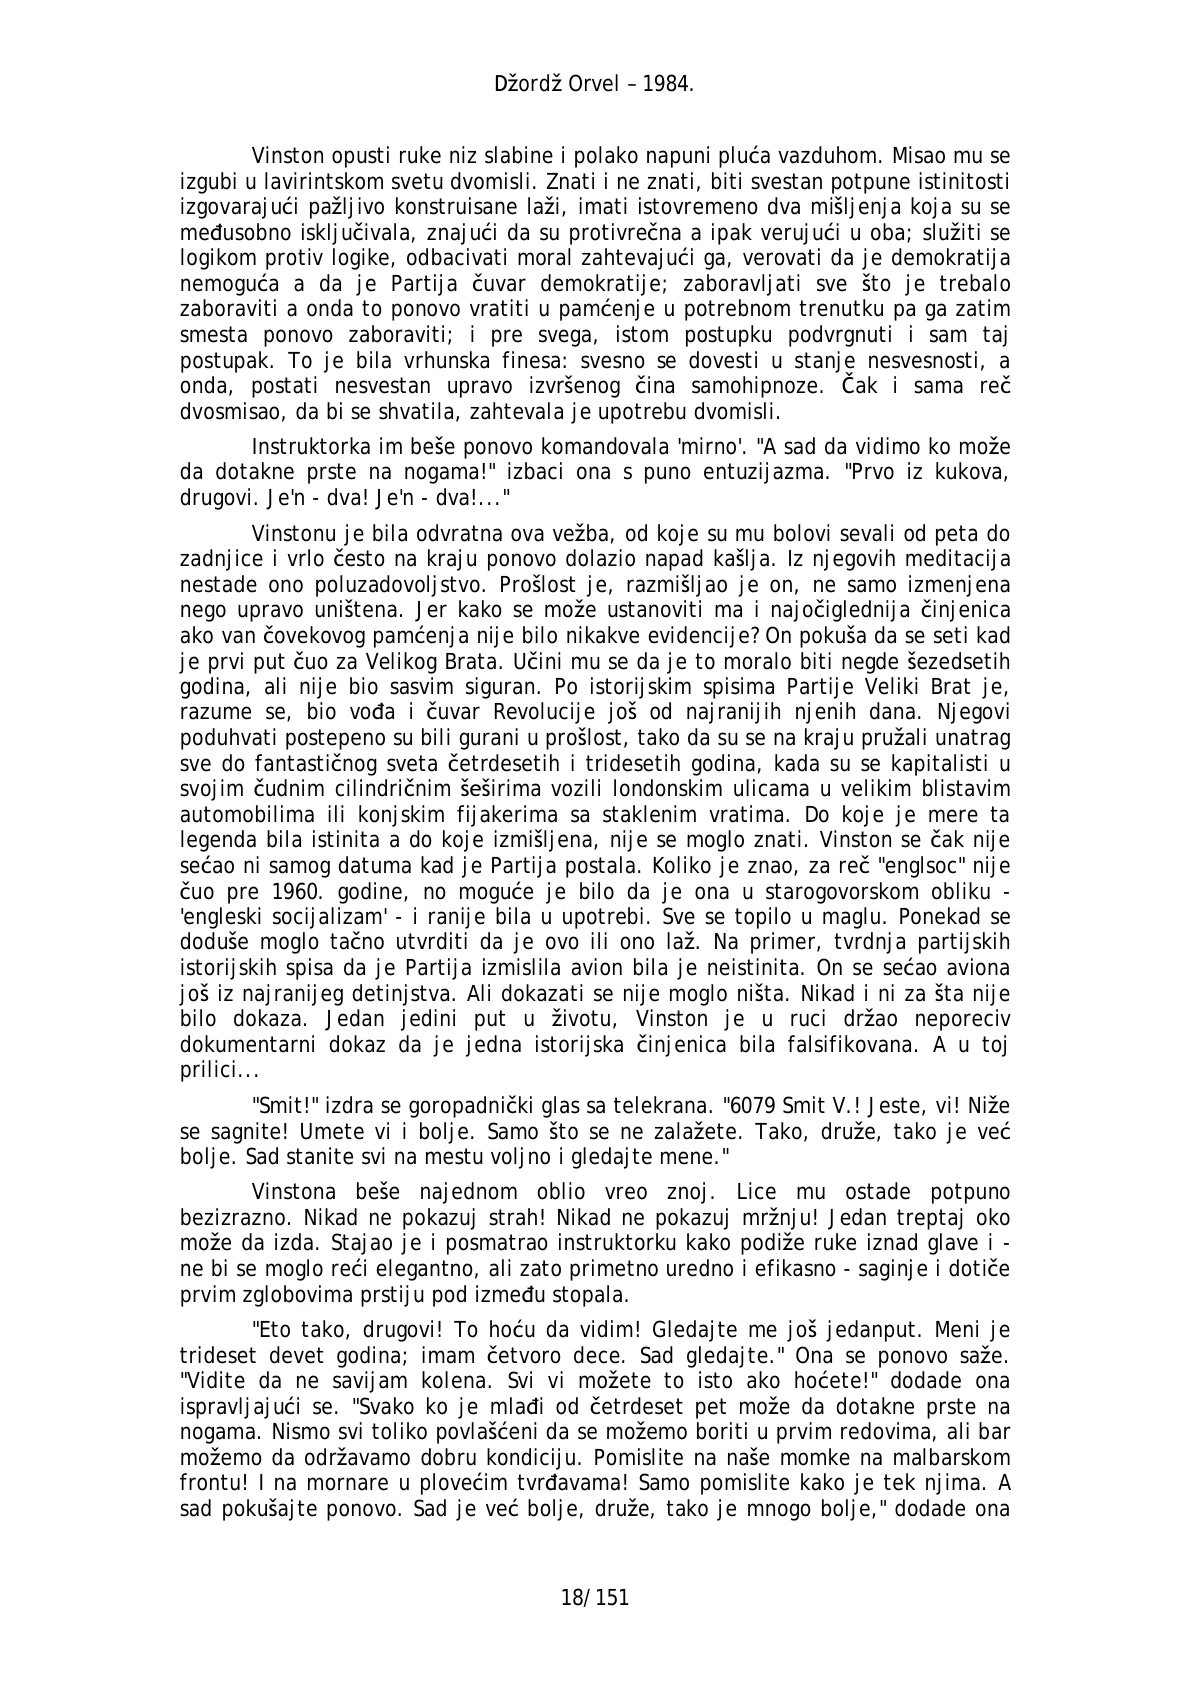 Džordž Orvel – 1984.
Vinston opusti ruke niz slabine i polako napuni pluća vazduhom. Misao mu se
izgubi u lavirintskom svetu dvomisli. Znati i ne znati, biti svestan potpune istinitosti
izgovarajući pažljivo konstruisane laži, imati istovremeno dva mišljenja koja su se
međusobno isključivala, znajući da su protivrečna a ipak verujući u oba; služiti se
logikom protiv logike, odbacivati moral zahtevajući ga, verovati da je demokratija
nemoguća a da je Partija čuvar demokratije; zaboravljati sve što je trebalo
zaboraviti a onda to ponovo vratiti u pamćenje u potrebnom trenutku pa ga zatim
smesta ponovo zaboraviti; i pre svega, istom postupku podvrgnuti i sam taj
postupak. To je bila vrhunska finesa: svesno se dovesti u stanje nesvesnosti, a
onda, postati nesvestan upravo izvršenog čina samohipnoze. Čak i sama reč
dvosmisao, da bi se shvatila, zahtevala je upotrebu dvomisli.
Instruktorka im beše ponovo komandovala 'mirno'. "A sad da vidimo ko može
da dotakne prste na nogama!" izbaci ona s puno entuzijazma. "Prvo iz kukova,
drugovi. Je'n - dva! Je'n - dva!..."
Vinstonu je bila odvratna ova vežba, od koje su mu bolovi sevali od peta do
zadnjice i vrlo često na kraju ponovo dolazio napad kašlja. Iz njegovih meditacija
nestade ono poluzadovoljstvo. Prošlost je, razmišljao je on, ne samo izmenjena
nego upravo uništena. Jer kako se može ustanoviti ma i najočiglednija činjenica
ako van čovekovog pamćenja nije bilo nikakve evidencije? On pokuša da se seti kad
je prvi put čuo za Velikog Brata. Učini mu se da je to moralo biti negde šezedsetih
godina, ali nije bio sasvim siguran. Po istorijskim spisima Partije Veliki Brat je,
razume se, bio vođa i čuvar Revolucije još od najranijih njenih dana. Njegovi
poduhvati postepeno su bili gurani u prošlost, tako da su se na kraju pružali unatrag
sve do fantastičnog sveta četrdesetih i tridesetih godina, kada su se kapitalisti u
svojim čudnim cilindričnim šeširima vozili londonskim ulicama u velikim blistavim
automobilima ili konjskim fijakerima sa staklenim vratima. Do koje je mere ta
legenda bila istinita a do koje izmišljena, nije se moglo znati. Vinston se čak nije
sećao ni samog datuma kad je Partija postala. Koliko je znao, za reč "englsoc" nije
čuo pre 1960. godine, no moguće je bilo da je ona u starogovorskom obliku -
'engleski socijalizam' - i ranije bila u upotrebi. Sve se topilo u maglu. Ponekad se
doduše moglo tačno utvrditi da je ovo ili ono laž. Na primer, tvrdnja partijskih
istorijskih spisa da je Partija izmislila avion bila je neistinita. On se sećao aviona
još iz najranijeg detinjstva. Ali dokazati se nije moglo ništa. Nikad i ni za šta nije
bilo dokaza. Jedan jedini put u životu, Vinston je u ruci držao neporeciv
dokumentarni dokaz da je jedna istorijska činjenica bila falsifikovana. A u toj
prilici...
"Smit!" izdra se goropadnički glas sa telekrana. "6079 Smit V.! Jeste, vi! Niže
se sagnite! Umete vi i bolje. Samo što se ne zalažete. Tako, druže, tako je već
bolje. Sad stanite svi na mestu voljno i gledajte mene."
Vinstona beše najednom oblio vreo znoj. Lice mu ostade potpuno
bezizrazno. Nikad ne pokazuj strah! Nikad ne pokazuj mržnju! Jedan treptaj oko
može da izda. Stajao je i posmatrao instruktorku kako podiže ruke iznad glave i -
ne bi se moglo reći elegantno, ali zato primetno uredno i efikasno - saginje i dotiče
prvim zglobovima prstiju pod između stopala.
"Eto tako, drugovi! To hoću da vidim! Gledajte me još jedanput. Meni je
trideset devet godina; imam četvoro dece. Sad gledajte." Ona se ponovo saže.
"Vidite da ne savijam kolena. Svi vi možete to isto ako hoćete!" dodade ona
ispravljajući se. "Svako ko je mlađi od četrdeset pet može da dotakne prste na
nogama. Nismo svi toliko povlašćeni da se možemo boriti u prvim redovima, ali bar
možemo da održavamo dobru kondiciju. Pomislite na naše momke na malbarskom
frontu! I na mornare u plovećim tvrđavama! Samo pomislite kako je tek njima. A
sad pokušajte ponovo. Sad je već bolje, druže, tako je mnogo bolje," dodade ona
18/151